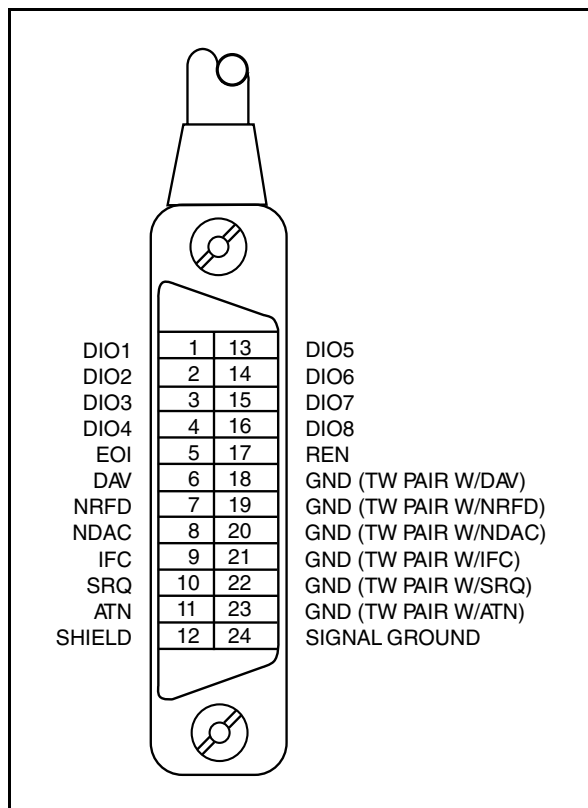 DIO1 1 13 DIO5
DIO2 2 14 DIO6
DIO3 3 15 DIO7
DIO4 4 16 DIO8
EOI 5 17 REN
DAV 6 18 GND (TW PAIR W/DAV)
NRFD 7 19 GND (TW PAIR W/NRFD)
NDAC 8 20 GND (TW PAIR W/NDAC)
IFC 9 21 GND (TW PAIR W/IFC)
SRQ 10 22 GND (TW PAIR W/SRQ)
ATN 11 23 GND (TW PAIR W/ATN)
SHIELD 12 24 SIGNAL GROUND